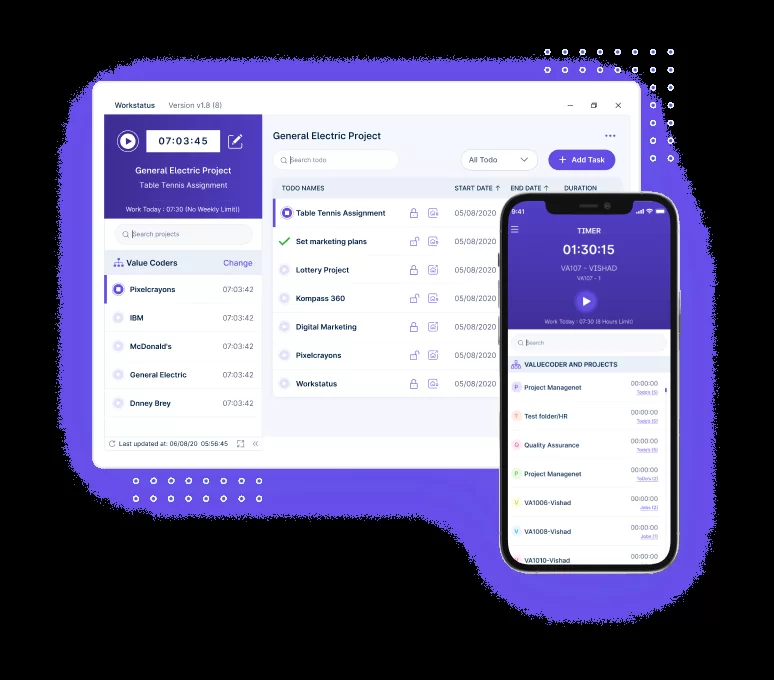 Workstatus Version v1.8 (8)
07:03:45
General Electric Project
Table Tennis Assignment
Work Today : 07:30 (No Weekly Limit))
Search projects
Value Coders Change
Pixelcrayons 07:03:42
IBM 07:03:42
McDonald's 07:03:42
General Electric 07:03:42
Dnney Brey 07:03:42
Last updated at: 06/08/20 05:56:45
General Electric Project
Search todo
All Todo
+ Add Task
TODO NAMES START DATE ↑ END DATE ↑ DURATION
Table Tennis Assignment 05/08/2020
Set marketing plans 05/08/2020
Lottery Project 05/08/2020
Kompass 360 05/08/2020
Digital Marketing 05/08/2020
Pixelcrayons 05/08/2020
Workstatus 05/08/2020
9:41
TIMER
01:30:15
VA107 - VISHAD
VA107 - 1
Work Today : 07:30 (8 Hours Limit)
Search
VALUECODER AND PROJECTS
P Project Managenet 00:00:00
Todo's (5)
T Test folder/HR 00:00:00
Todo's (5)
Q Quality Assurance 00:00:00
Todo's (5)
P Project Managenet 00:00:00
ToDo's (2)
V VA1006-Vishad 00:00:00
Jobs (2)
V VA1008-Vishad 00:00:00
Jobs (1)
V VA1010-Vishad 00:00:00